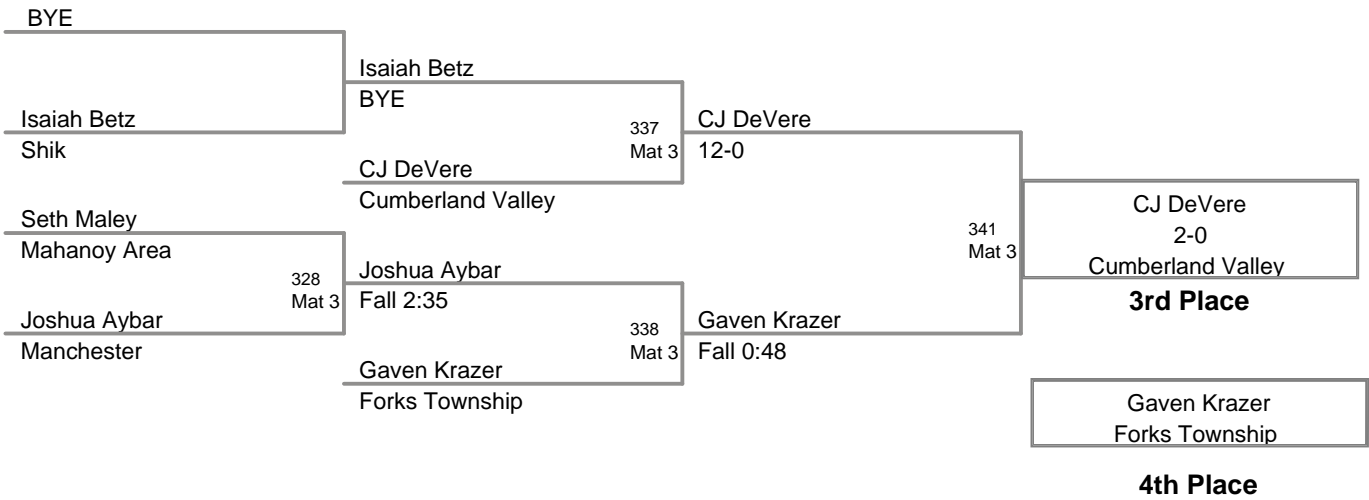 BYE
Isaiah Betz
BYE
Isaiah Betz
Shik
337
Mat 3
CJ DeVere
12-0
CJ DeVere
Cumberland Valley
Seth Maley
Mahanoy Area
328
Mat 3
Joshua Aybar
Fall 2:35
Joshua Aybar
Manchester
338
Mat 3
Gaven Krazer
Fall 0:48
Gaven Krazer
Forks Township
341
Mat 3
CJ DeVere
2-0
Cumberland Valley
3rd Place
Gaven Krazer
Forks Township
4th Place